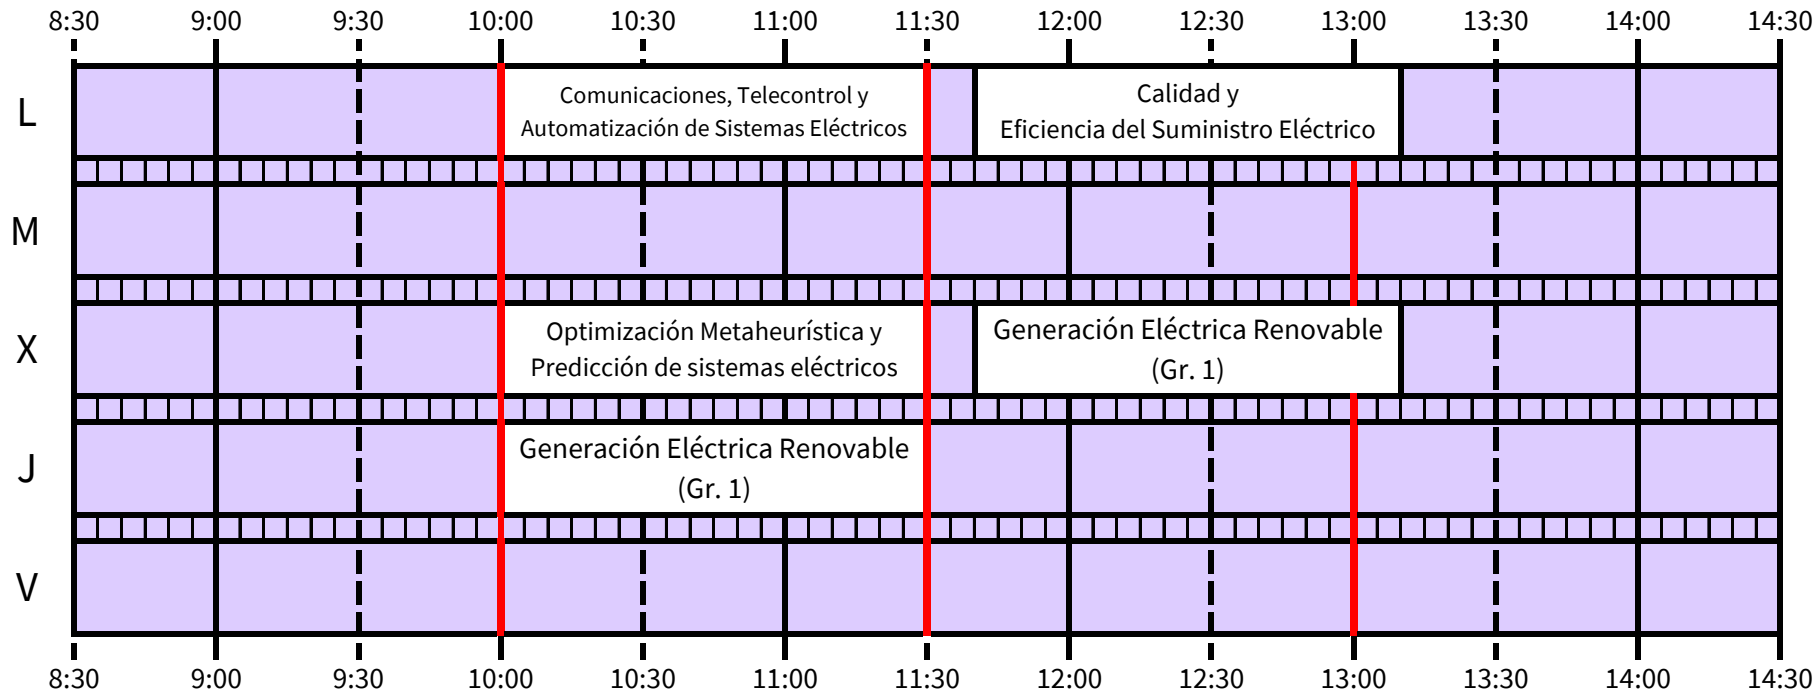 8:30 9:00 9:30 10:00 10:30 11:00 11:30 12:00 12:30 13:00 13:30 14:00 14:30
L
Comunicaciones, Telecontrol y
Automatización de Sistemas Eléctricos
Calidad y
Eficiencia del Suministro Eléctrico
M
X
Optimización Metaheurística y
Predicción de sistemas eléctricos
Generación Eléctrica Renovable
(Gr. 1)
J
Generación Eléctrica Renovable
(Gr. 1)
V
8:30 9:00 9:30 10:00 10:30 11:00 11:30 12:00 12:30 13:00 13:30 14:00 14:30